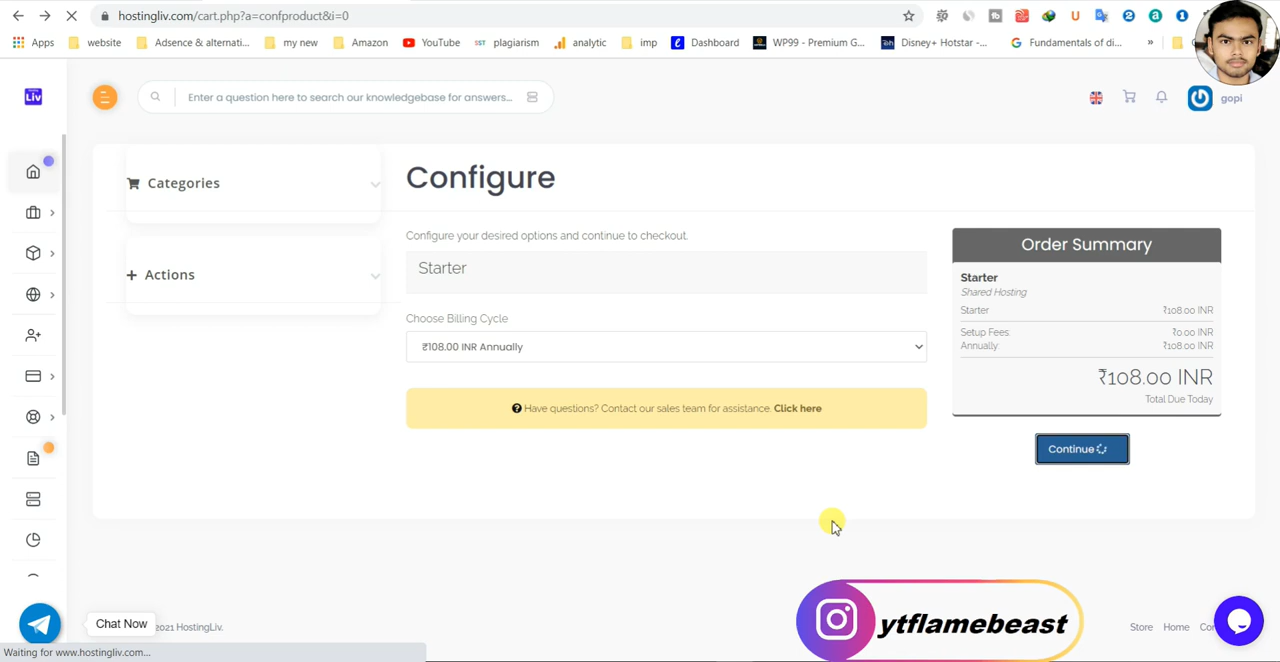 hostingliv.com/cart.php?a=confproduct&i=0
Apps website Adsence & alternati... my new Amazon YouTube SST plagiarism analytic imp Dashboard WP99 - Premium G... Disney+ Hotstar -... Fundamentals of di... »
Liv
Enter a question here to search our knowledgebase for answers...
gopi
Categories
Actions
Configure
Configure your desired options and continue to checkout.
Starter
Choose Billing Cycle
₹108.00 INR Annually
Have questions? Contact our sales team for assistance. Click here
Order Summary
Starter
Shared Hosting
Starter ₹108.00 INR
Setup Fees: ₹0.00 INR
Annually: ₹108.00 INR
₹108.00 INR
Total Due Today
Continue
ytflamebeast
Chat Now
2021 HostingLiv.
Store Home
Waiting for www.hostingliv.com...